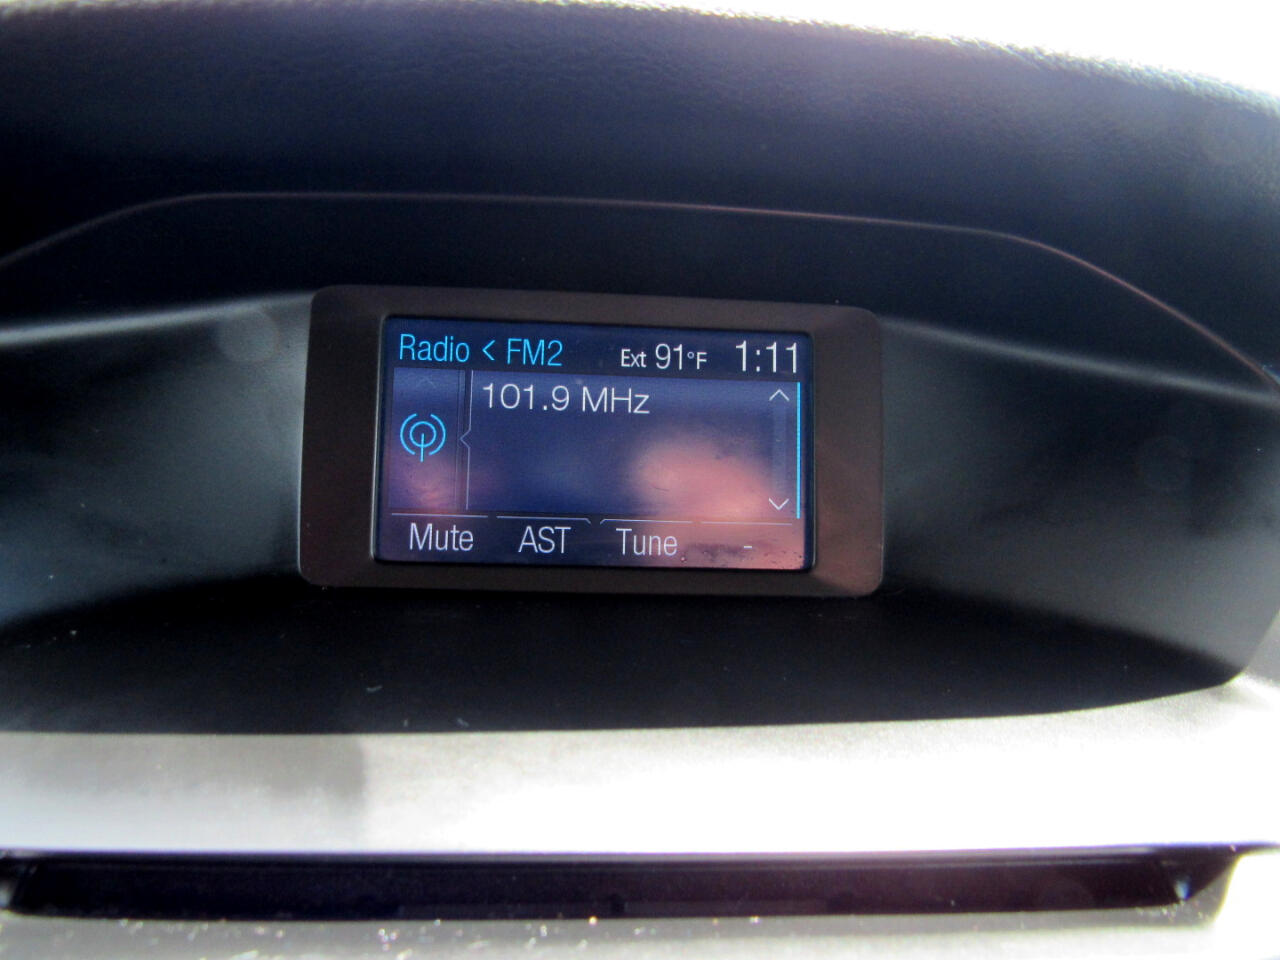 Radio < FM2 Ext 91°F 1:11
101.9 MHz
Mute AST Tune -